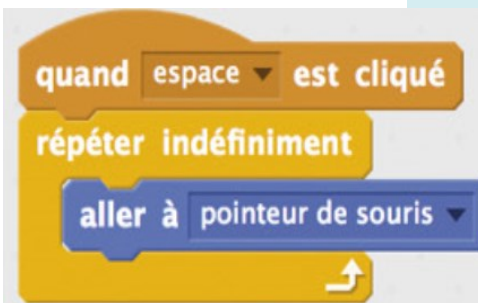 quand espace est cliqué
répéter indéfiniment
aller à pointeur de souris